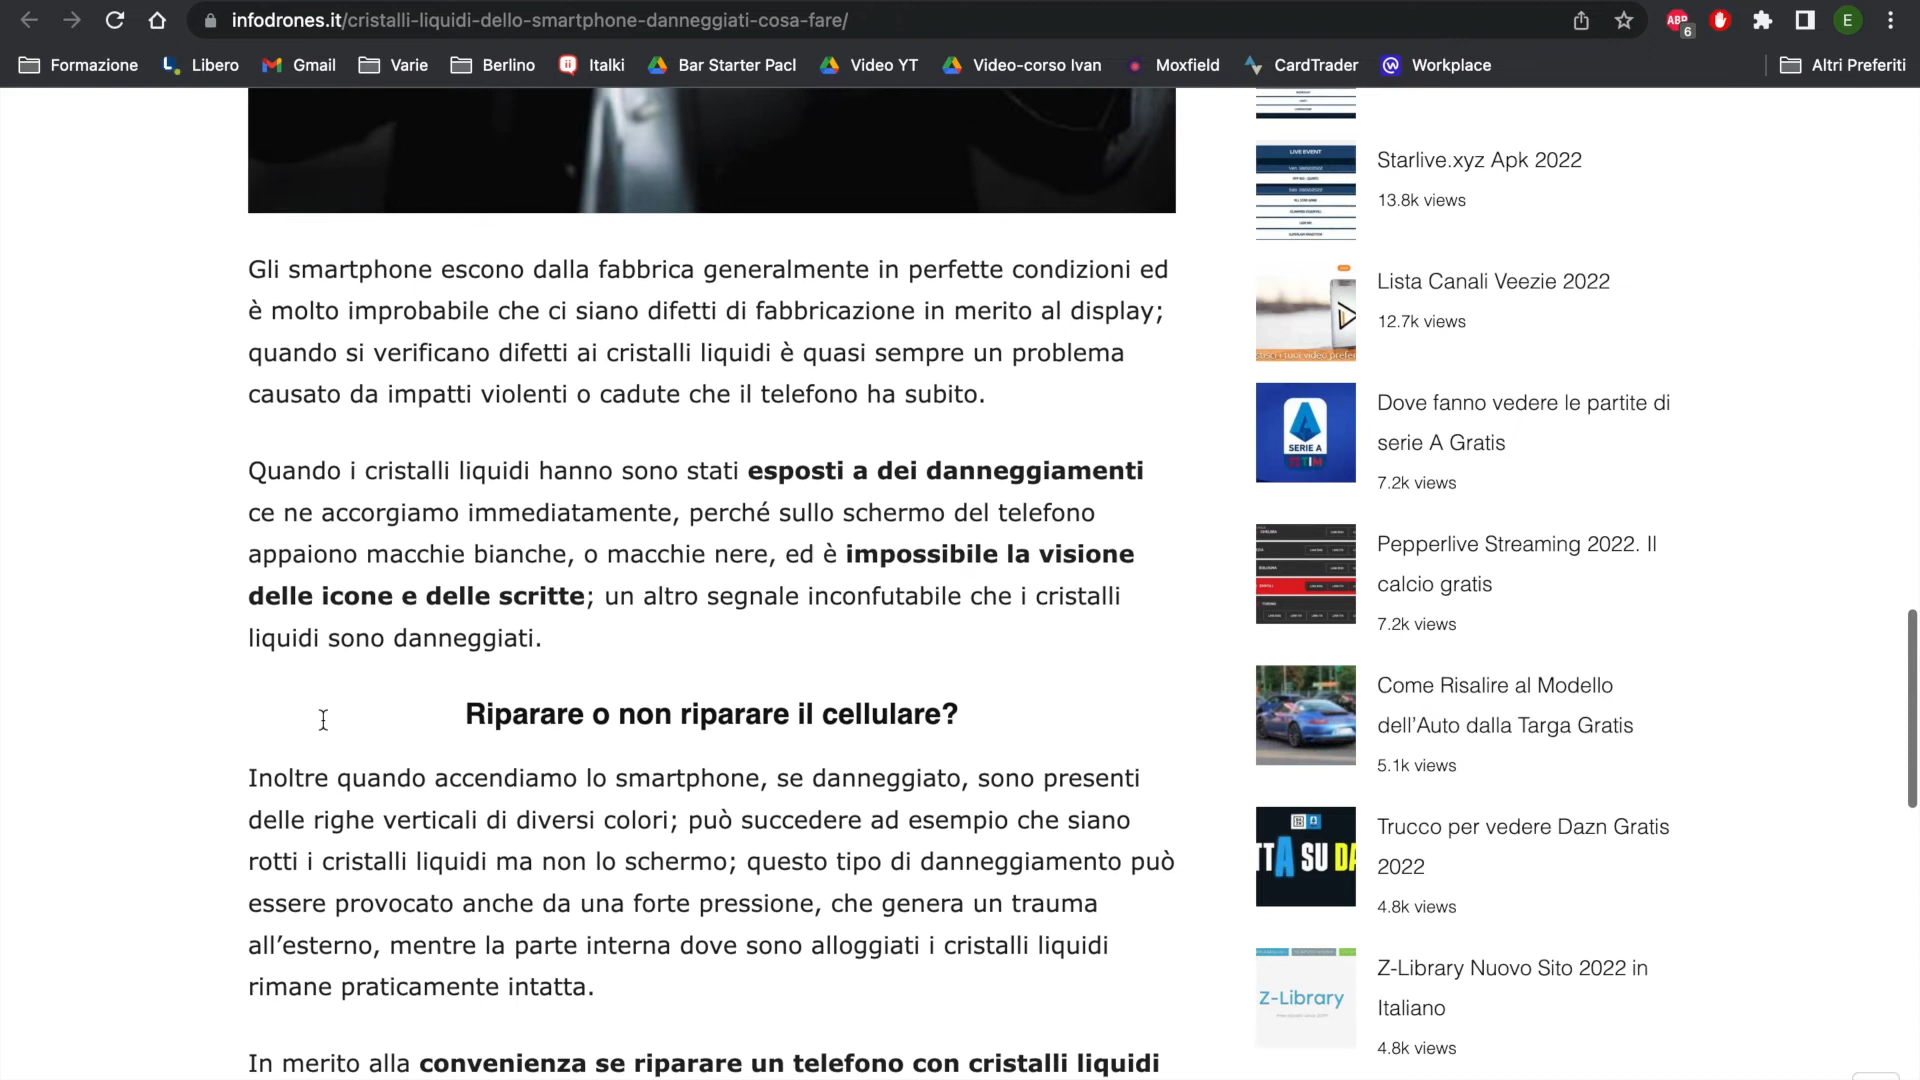 infodrones.it/cristalli-liquidi-dello-smartphone-danneggiati-cosa-fare/
ABP
6
E
Formazione
Libero
Gmail
Varie
Berlino
Italki
Bar Starter Pacl
Video YT
Video-corso Ivan
Moxfield
CardTrader
Workplace
Altri Preferiti
Gli smartphone escono dalla fabbrica generalmente in perfette condizioni ed
è molto improbabile che ci siano difetti di fabbricazione in merito al display;
quando si verificano difetti ai cristalli liquidi è quasi sempre un problema
causato da impatti violenti o cadute che il telefono ha subito.
Quando i cristalli liquidi hanno sono stati esposti a dei danneggiamenti
ce ne accorgiamo immediatamente, perché sullo schermo del telefono
appaiono macchie bianche, o macchie nere, ed è impossibile la visione
delle icone e delle scritte; un altro segnale inconfutabile che i cristalli
liquidi sono danneggiati.
Riparare o non riparare il cellulare?
Inoltre quando accendiamo lo smartphone, se danneggiato, sono presenti
delle righe verticali di diversi colori; può succedere ad esempio che siano
rotti i cristalli liquidi ma non lo schermo; questo tipo di danneggiamento può
essere provocato anche da una forte pressione, che genera un trauma
all’esterno, mentre la parte interna dove sono alloggiati i cristalli liquidi
rimane praticamente intatta.
In merito alla convenienza se riparare un telefono con cristalli liquidi
LIVE EVENT
Starlive.xyz Apk 2022
13.8k views
Lista Canali Veezie 2022
12.7k views
SERIE A
TIM
Dove fanno vedere le partite di
serie A Gratis
7.2k views
Pepperlive Streaming 2022. Il
calcio gratis
7.2k views
Come Risalire al Modello
dell’Auto dalla Targa Gratis
5.1k views
TTA SU DA
Trucco per vedere Dazn Gratis
2022
4.8k views
Z-Library
Z-Library Nuovo Sito 2022 in
Italiano
4.8k views